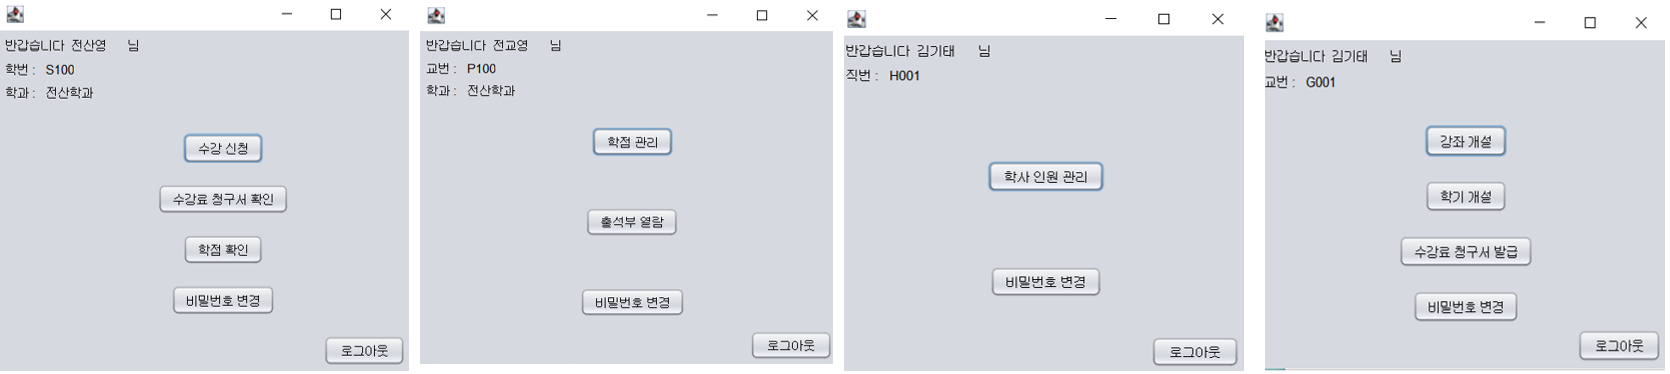 반갑습니다 전산영 님
학번 : S100
학과 : 전산학과
수강 신청
수강료 청구서 확인
학점 확인
비밀번호 변경
로그아웃
반갑습니다 전교영 님
교번 : P100
학과 : 전산학과
학점 관리
출석부 열람
비밀번호 변경
로그아웃
반갑습니다 김기태 님
직번 : H001
학사 인원 관리
비밀번호 변경
로그아웃
반갑습니다 김기태 님
교번 : G001
강좌 개설
학기 개설
수강료 청구서 발급
비밀번호 변경
로그아웃